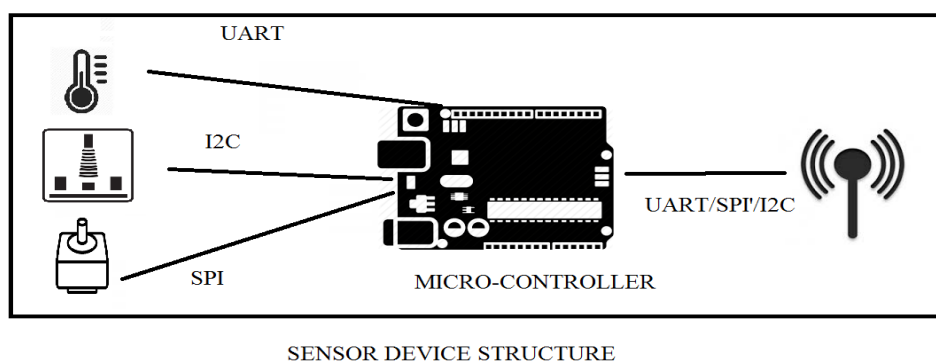 UART
I2C
UART/SPI'/I2C
SPI
MICRO-CONTROLLER
SENSOR DEVICE STRUCTURE